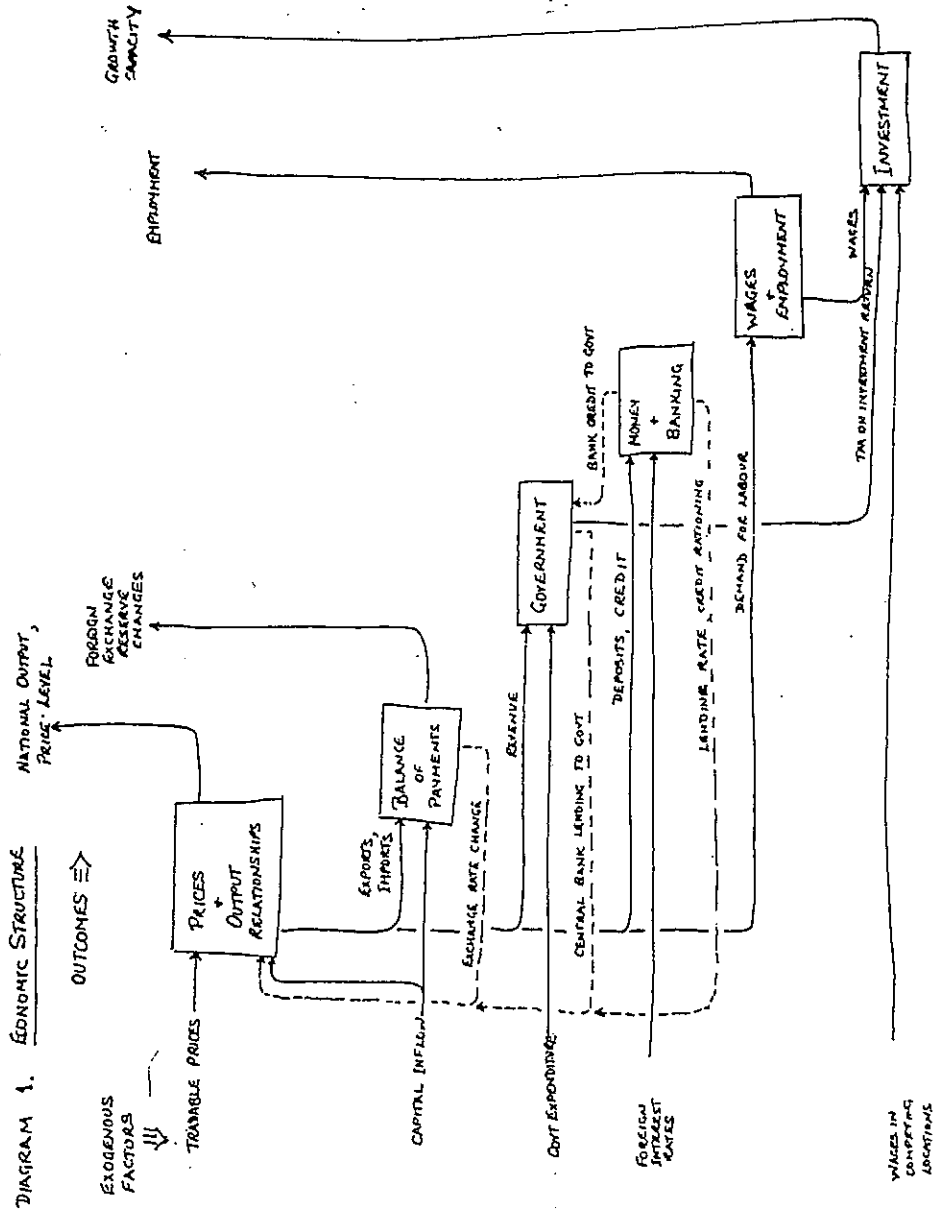 DIAGRAM 1. ECONOMIC STRUCTURE
OUTCOMES ⇒
NATIONAL OUTPUT,
PRICE-LEVEL
FOREIGN
EXCHANGE
RESERVE
CHANGES
EMPLOYMENT
GROWTH
CAPACITY
EXOGENOUS
FACTORS
TRADABLE PRICES
PRICES
+
OUTPUT
RELATIONSHIPS
EXPORTS,
IMPORTS
BALANCE
OF
PAYMENTS
EXCHANGE RATE CHANGE
CAPITAL INFLOW
REVENUE
GOVERNMENT
GOVT EXPENDITURE
CENTRAL BANK LENDING TO GOVT
BANK CREDIT TO GOVT
DEPOSITS, CREDIT
MONEY
+
BANKING
FOREIGN
INTEREST
RATES
LENDING RATE CREDIT RATIONING
DEMAND FOR LABOUR
WAGES
+
EMPLOYMENT
WAGES
TAX ON INVESTMENT RETURN
INVESTMENT
WAGES IN
COMPETING
LOCATIONS